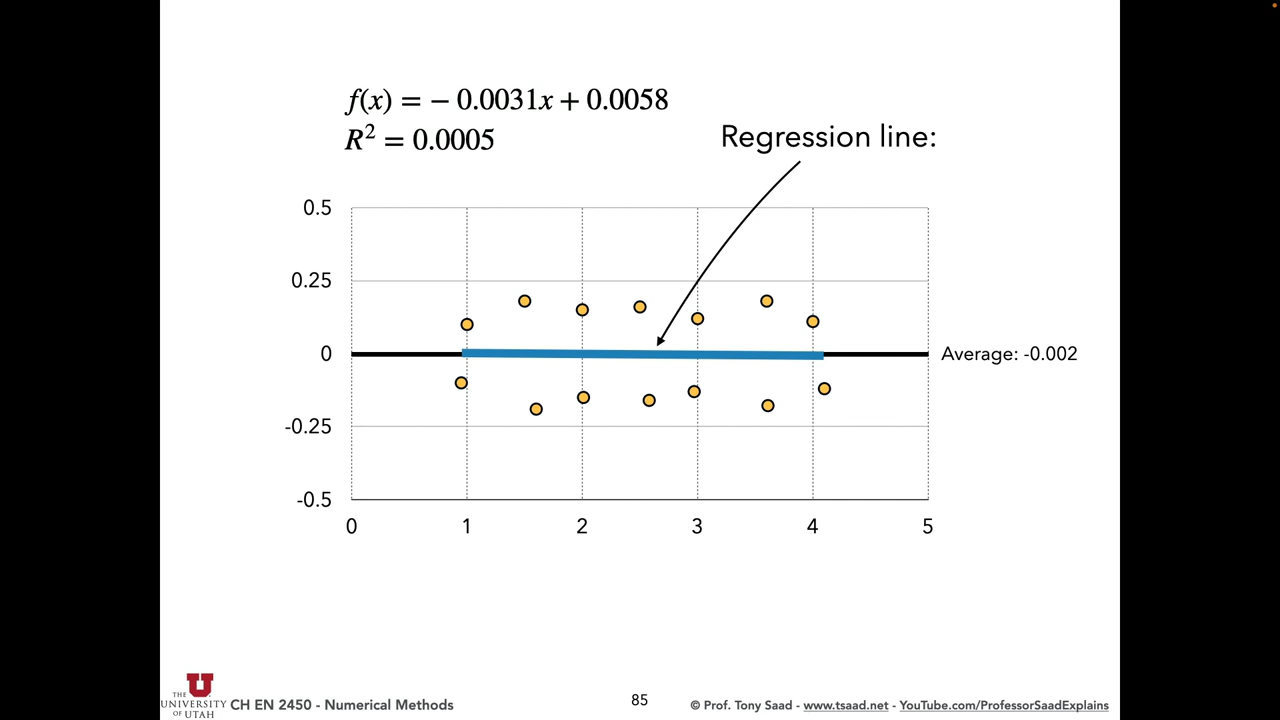 f(x) = − 0.0031x + 0.0058
R² = 0.0005
Regression line:
0.5
0.25
0
-0.25
-0.5
Average: -0.002
0 1 2 3 4 5
THE U UNIVERSITY OF UTAH
CH EN 2450 - Numerical Methods
85
© Prof. Tony Saad - www.tsaad.net - YouTube.com/ProfessorSaadExplains